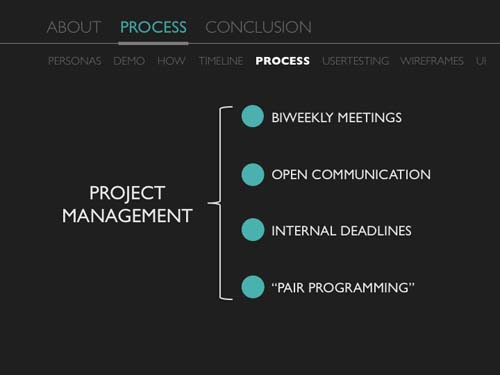 ABOUT PROCESS CONCLUSION
PERSONAS DEMO HOW TIMELINE PROCESS USERTESTING WIREFRAMES UI
PROJECT
MANAGEMENT
BIWEEKLY MEETINGS
OPEN COMMUNICATION
INTERNAL DEADLINES
“PAIR PROGRAMMING”